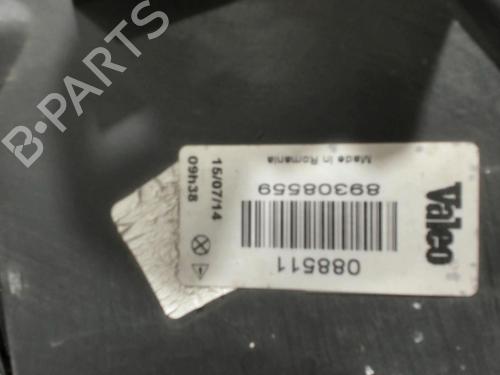 B-PARTS
Valeo
088511
89308559
Made in Romania
15/07/14
09h38